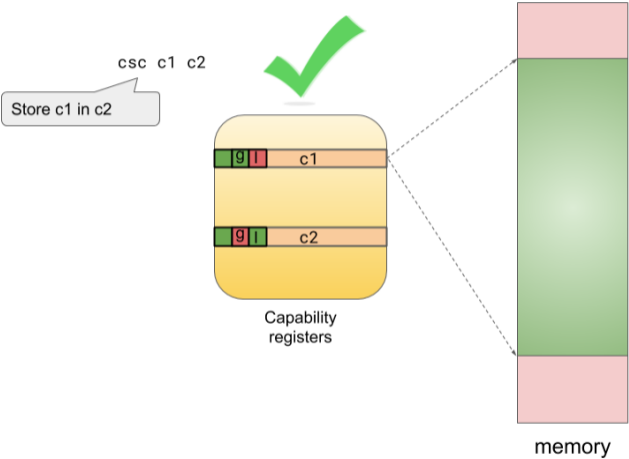 csc c1 c2
Store c1 in c2
g l c1
g l c2
Capability
registers
memory